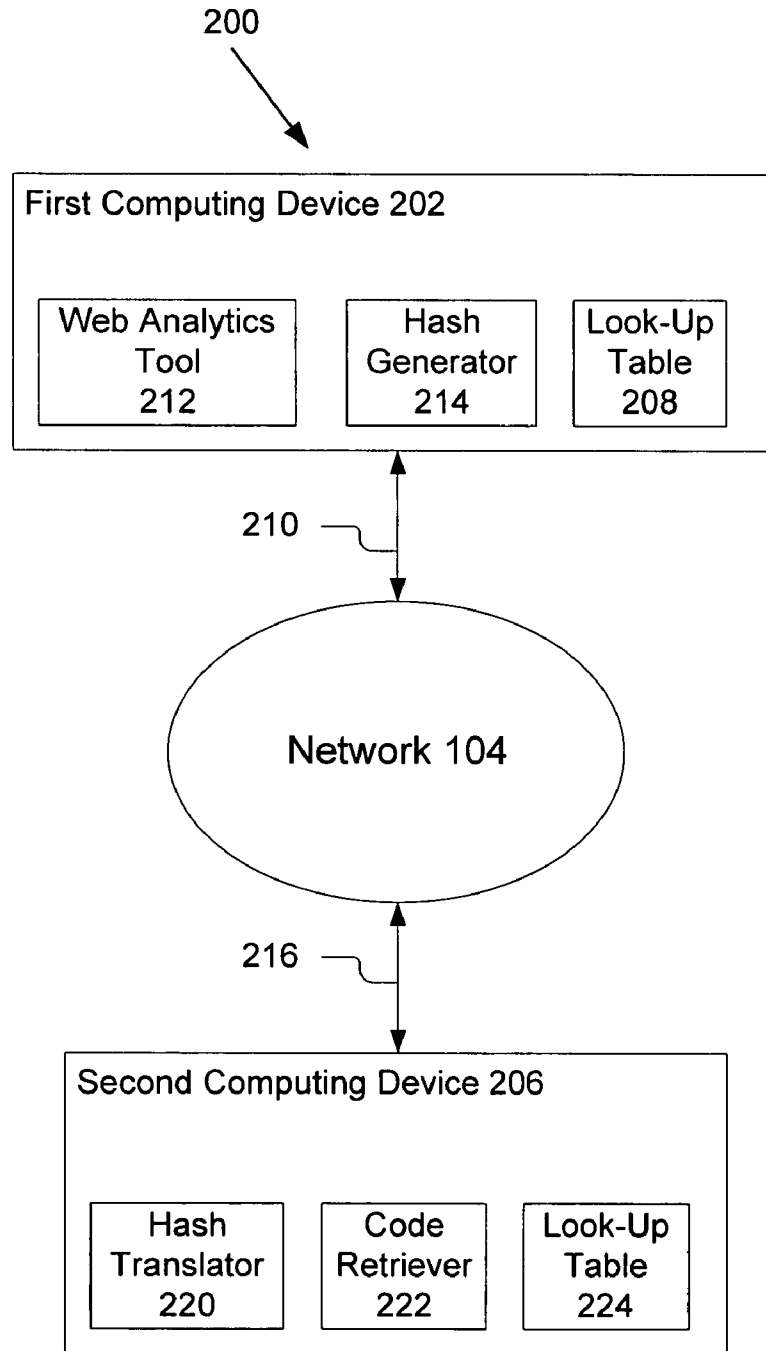 200
First Computing Device 202
Web Analytics
Tool
212
Hash
Generator
214
Look-Up
Table
208
210
Network 104
216
Second Computing Device 206
Hash
Translator
220
Code
Retriever
222
Look-Up
Table
224